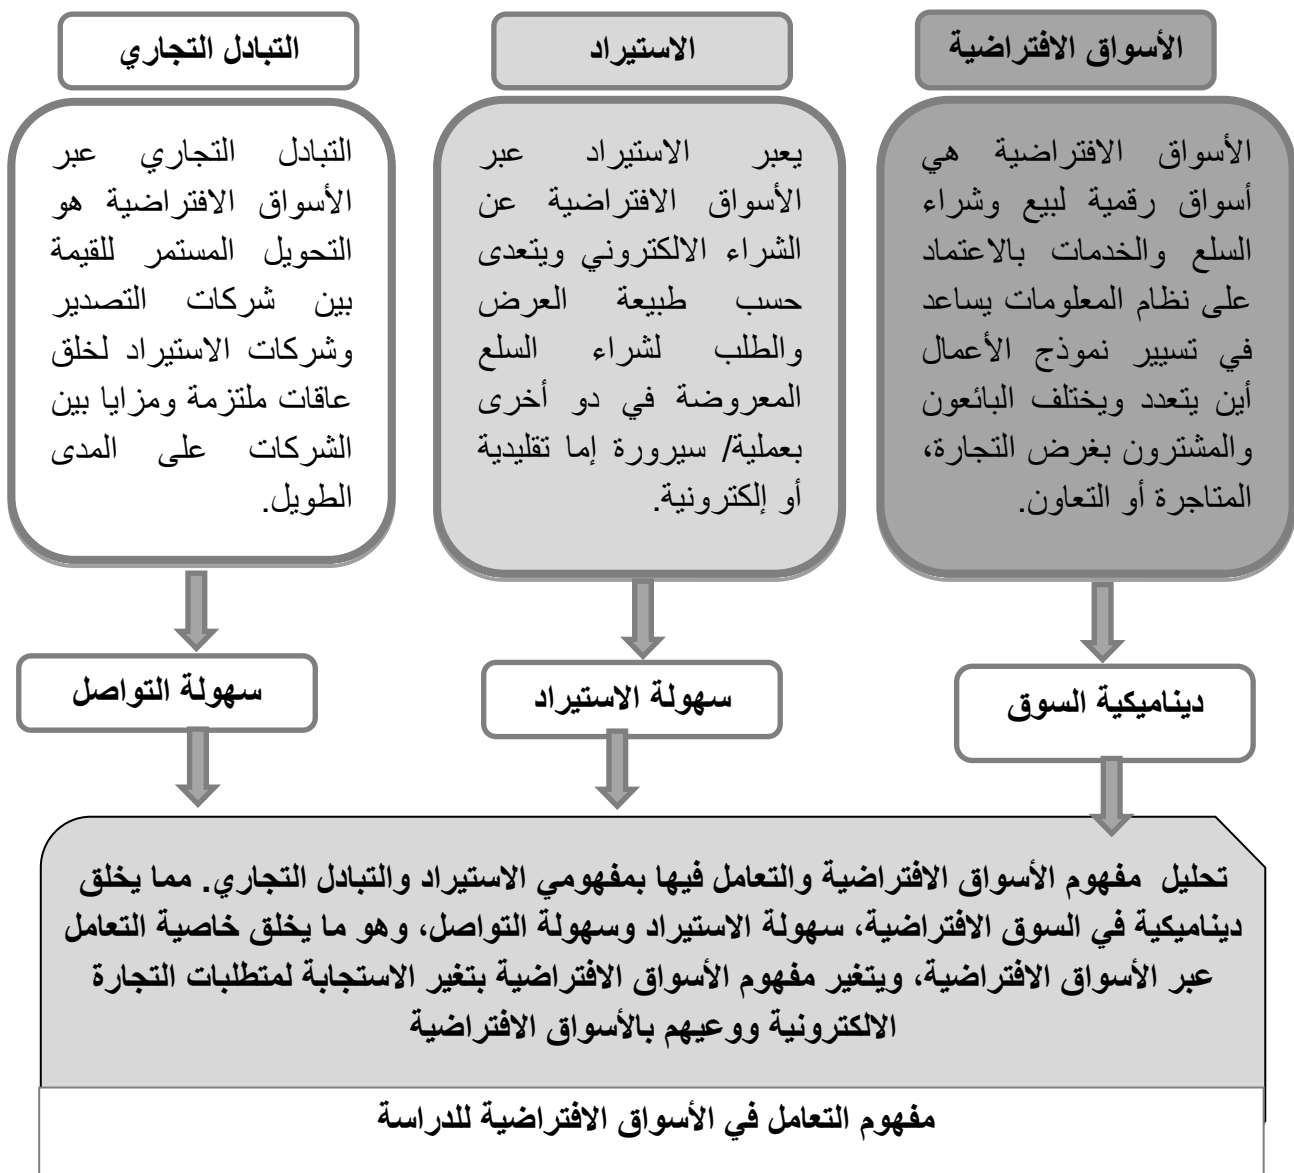 الأسواق الافتراضية
الأسواق الافتراضية هي
أسواق رقمية لبيع وشراء
السلع والخدمات بالاعتماد
على نظام المعلومات يساعد
في تسيير نموذج الأعمال
أين يتعدد ويختلف البائعون
والمشترون بغرض التجارة،
المتاجرة أو التعاون.
ديناميكية السوق
الاستيراد
يعبر الاستيراد عبر
الأسواق الافتراضية عن
الشراء الالكتروني ويتعدى
حسب طبيعة العرض
والطلب لشراء السلع
المعروضة في دو أخرى
بعملية/ سيرورة إما تقليدية
أو إلكترونية.
سهولة الاستيراد
التبادل التجاري
التبادل التجاري عبر
الأسواق الافتراضية هو
التحويل المستمر للقيمة
بين شركات التصدير
وشركات الاستيراد لخلق
عاقات ملتزمة ومزايا بين
الشركات على المدى
الطويل.
سهولة التواصل
تحليل مفهوم الأسواق الافتراضية والتعامل فيها بمفهومي الاستيراد والتبادل التجاري. مما يخلق
ديناميكية في السوق الافتراضية، سهولة الاستيراد وسهولة التواصل، وهو ما يخلق خاصية التعامل
عبر الأسواق الافتراضية، ويتغير مفهوم الأسواق الافتراضية بتغير الاستجابة لمتطلبات التجارة
الالكترونية ووعيهم بالأسواق الافتراضية
مفهوم التعامل في الأسواق الافتراضية للدراسة